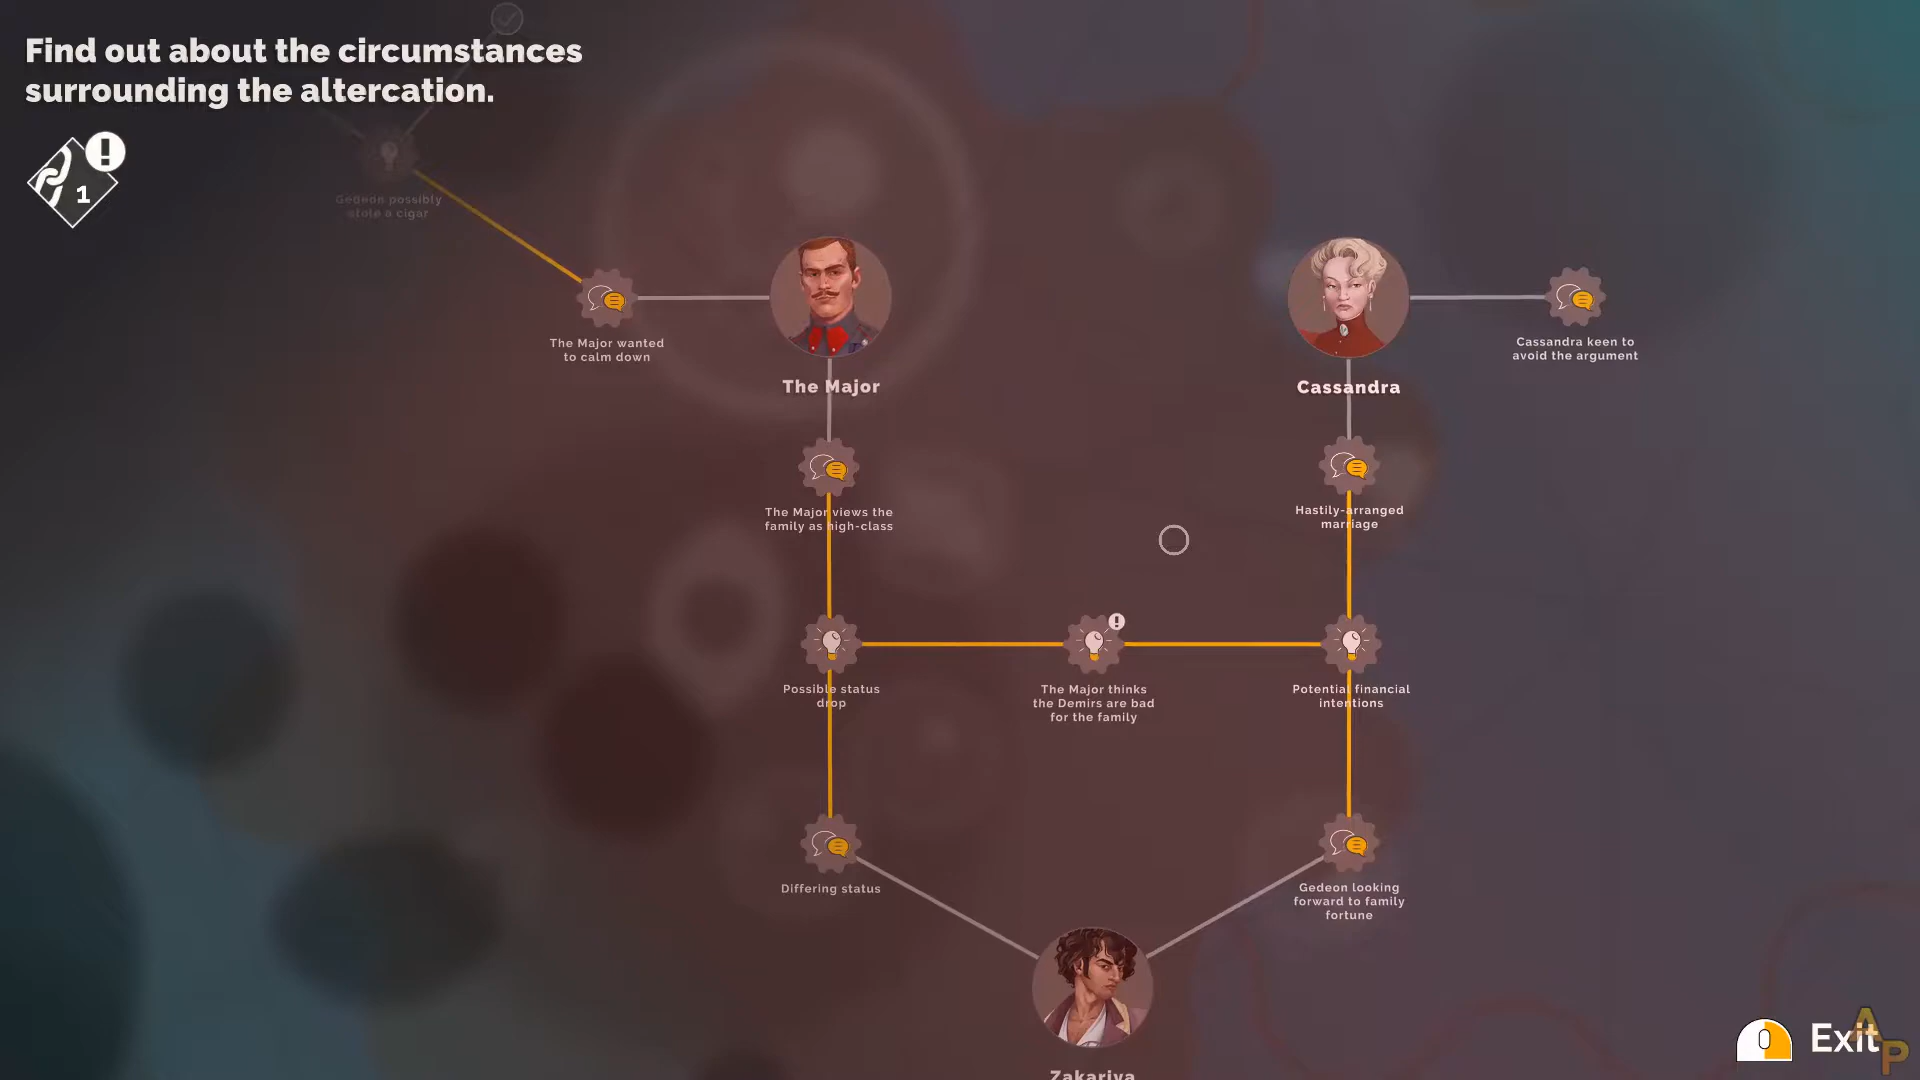 Find out about the circumstances
surrounding the altercation.
1
Gedeon possibly
stole a cigar
The Major wanted
to calm down
The Major
Cassandra
Cassandra keen to
avoid the argument
The Major views the
family as high-class
Hastily-arranged
marriage
Possible status
drop
The Major thinks
the Demirs are bad
for the family
Potential financial
intentions
Differing status
Gedeon looking
forward to family
fortune
Zakariya
Exit
AP